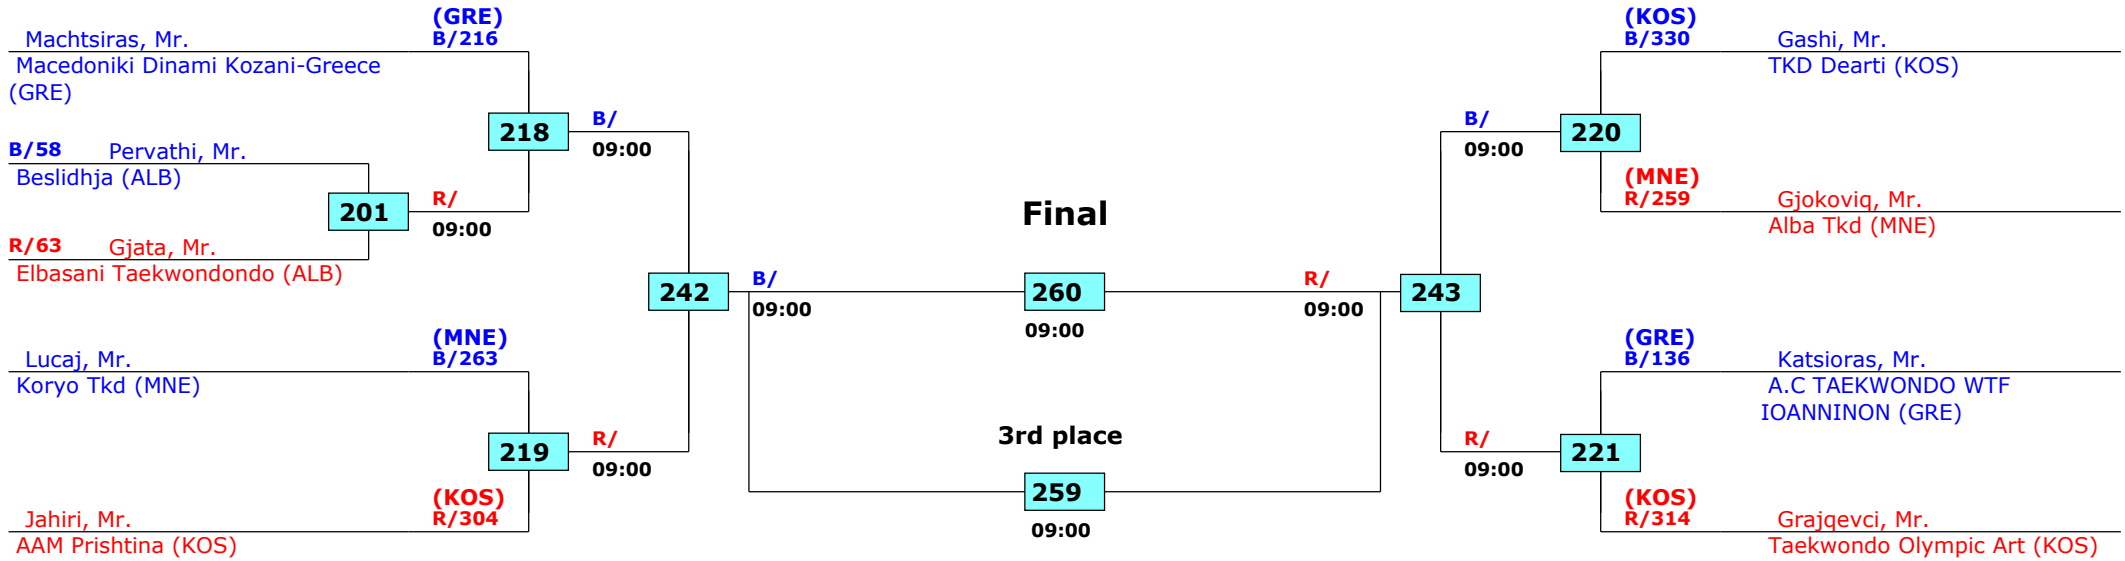 (GRE)
Machtsiras, Mr. B/216
Macedoniki Dinami Kozani-Greece
(GRE)
218
B/
09:00
B/58 Pervathi, Mr.
Beslidhja (ALB)
201
R/
09:00
R/63 Gjata, Mr.
Elbasani Taekwondondo (ALB)
242
B/
09:00
(MNE)
Lucaj, Mr. B/263
Koryo Tkd (MNE)
219
R/
09:00
(KOS)
Jahiri, Mr. R/304
AAM Prishtina (KOS)
Final
260
09:00
3rd place
259
09:00
(KOS)
B/330 Gashi, Mr.
TKD Dearti (KOS)
B/
09:00
220
(MNE)
R/259 Gjokoviq, Mr.
Alba Tkd (MNE)
R/
09:00
243
(GRE)
B/136 Katsioras, Mr.
A.C TAEKWONDO WTF
IOANNINON (GRE)
R/
09:00
221
(KOS)
R/314 Grajqevci, Mr.
Taekwondo Olympic Art (KOS)